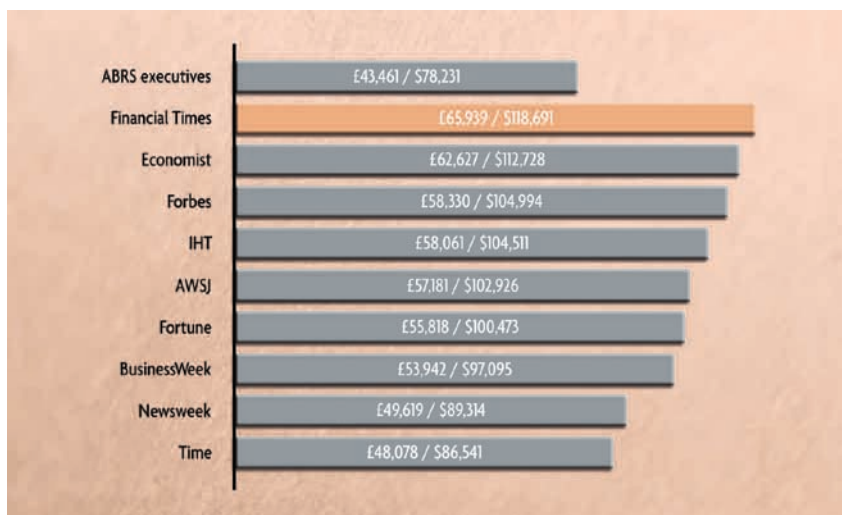 ABRS executives £43,461 / $78,231
Financial Times £65,939 / $118,691
Economist £62,627 / $112,728
Forbes £58,330 / $104,994
IHT £58,061 / $104,511
AWSJ £57,181 / $102,926
Fortune £55,818 / $100,473
BusinessWeek £53,942 / $97,095
Newsweek £49,619 / $89,314
Time £48,078 / $86,541